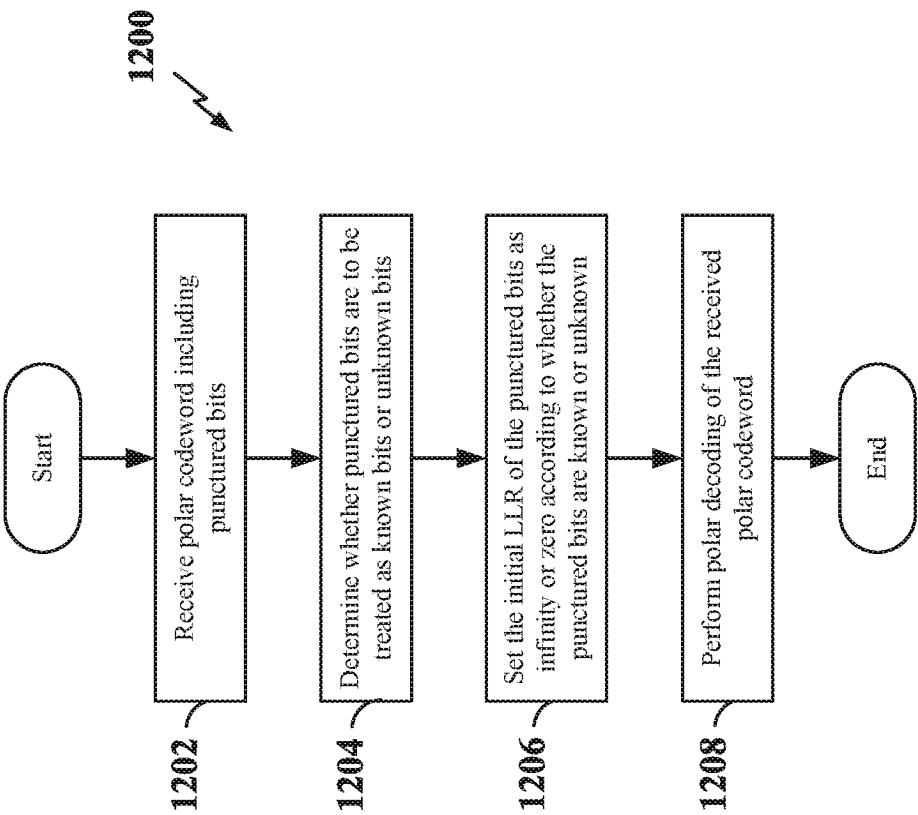 1200
Start
1202
Receive polar codeword including
punctured bits
1204
Determine whether punctured bits are to be
treated as known bits or unknown bits
1206
Set the initial LLR of the punctured bits as
infinity or zero according to whether the
punctured bits are known or unknown
1208
Perform polar decoding of the received
polar codeword
End